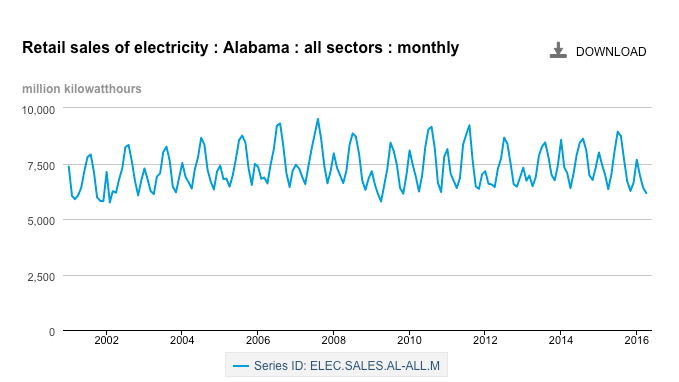 Retail sales of electricity : Alabama : all sectors : monthly
DOWNLOAD
million kilowatthours
10,000
7,500
5,000
2,500
0
2002 2004 2006 2008 2010 2012 2014 2016
Series ID: ELEC.SALES.AL-ALL.M